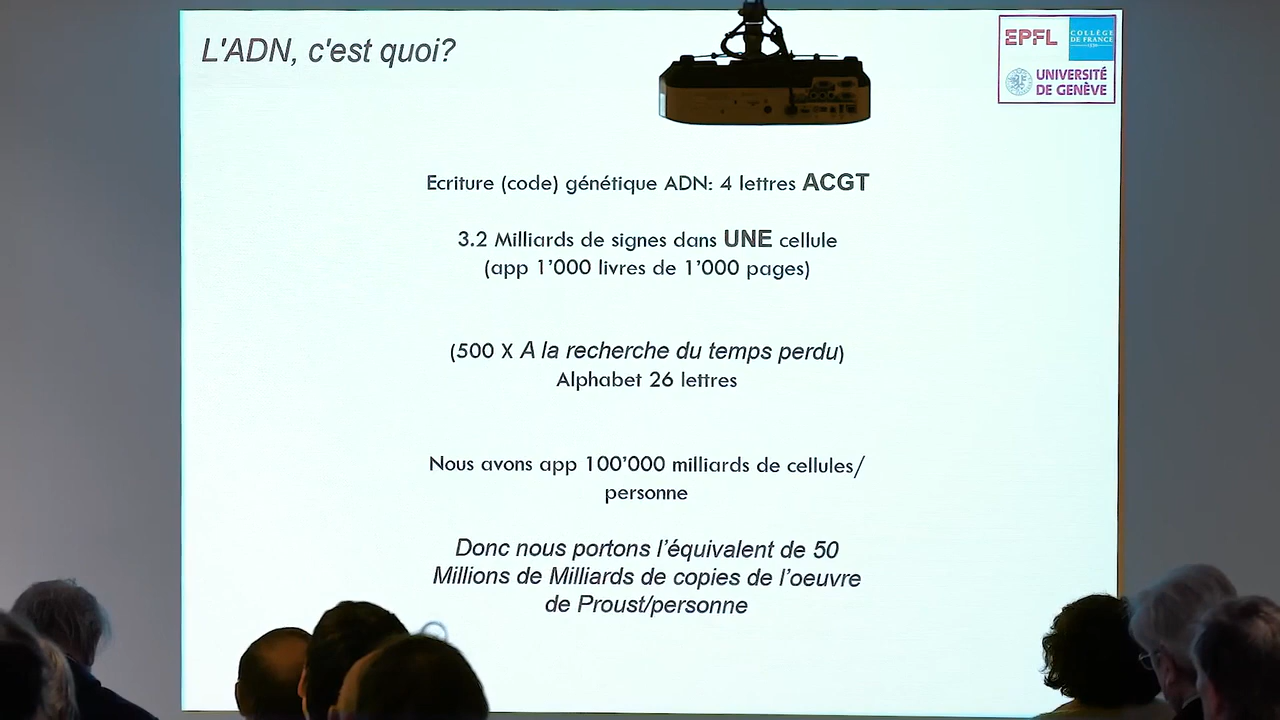 L'ADN, c'est quoi?
EPFL
COLLÈGE
DE FRANCE
1530
UNIVERSITÉ
DE GENÈVE
Ecriture (code) génétique ADN: 4 lettres ACGT
3.2 Milliards de signes dans UNE cellule
(app 1’000 livres de 1’000 pages)
(500 X A la recherche du temps perdu)
Alphabet 26 lettres
Nous avons app 100’000 milliards de cellules/
personne
Donc nous portons l’équivalent de 50
Millions de Milliards de copies de l’oeuvre
de Proust/personne